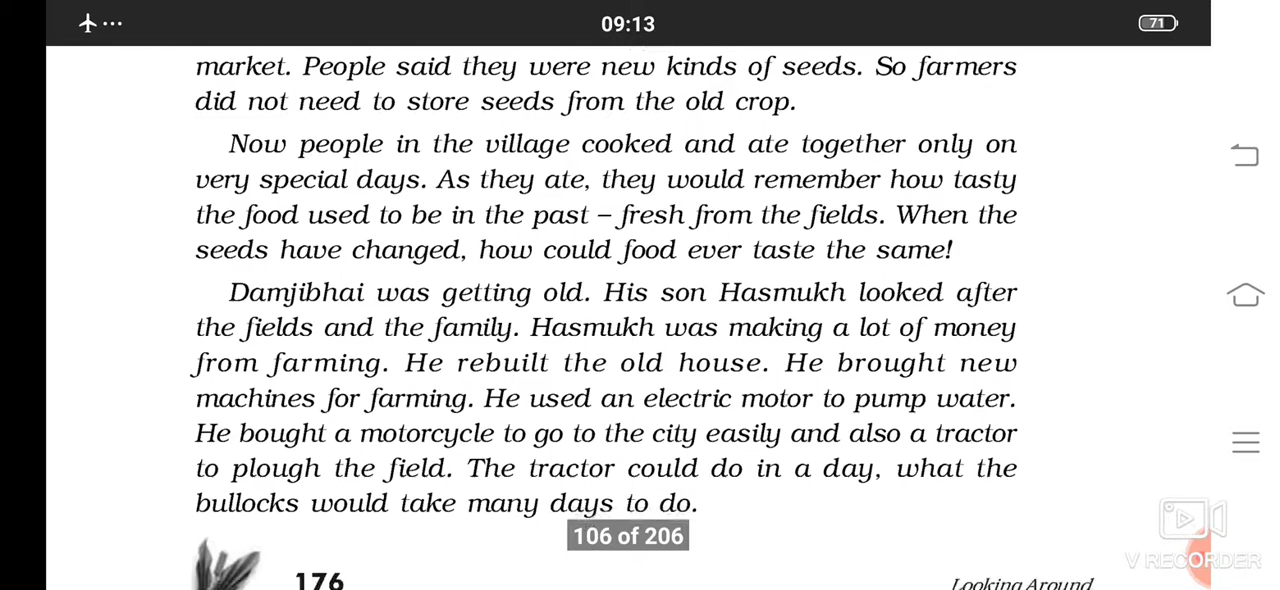 09:13
71
market. People said they were new kinds of seeds. So farmers
did not need to store seeds from the old crop.
Now people in the village cooked and ate together only on
very special days. As they ate, they would remember how tasty
the food used to be in the past – fresh from the fields. When the
seeds have changed, how could food ever taste the same!
Damjibhai was getting old. His son Hasmukh looked after
the fields and the family. Hasmukh was making a lot of money
from farming. He rebuilt the old house. He brought new
machines for farming. He used an electric motor to pump water.
He bought a motorcycle to go to the city easily and also a tractor
to plough the field. The tractor could do in a day, what the
bullocks would take many days to do.
106 of 206
V RECORDER
176
Looking Around